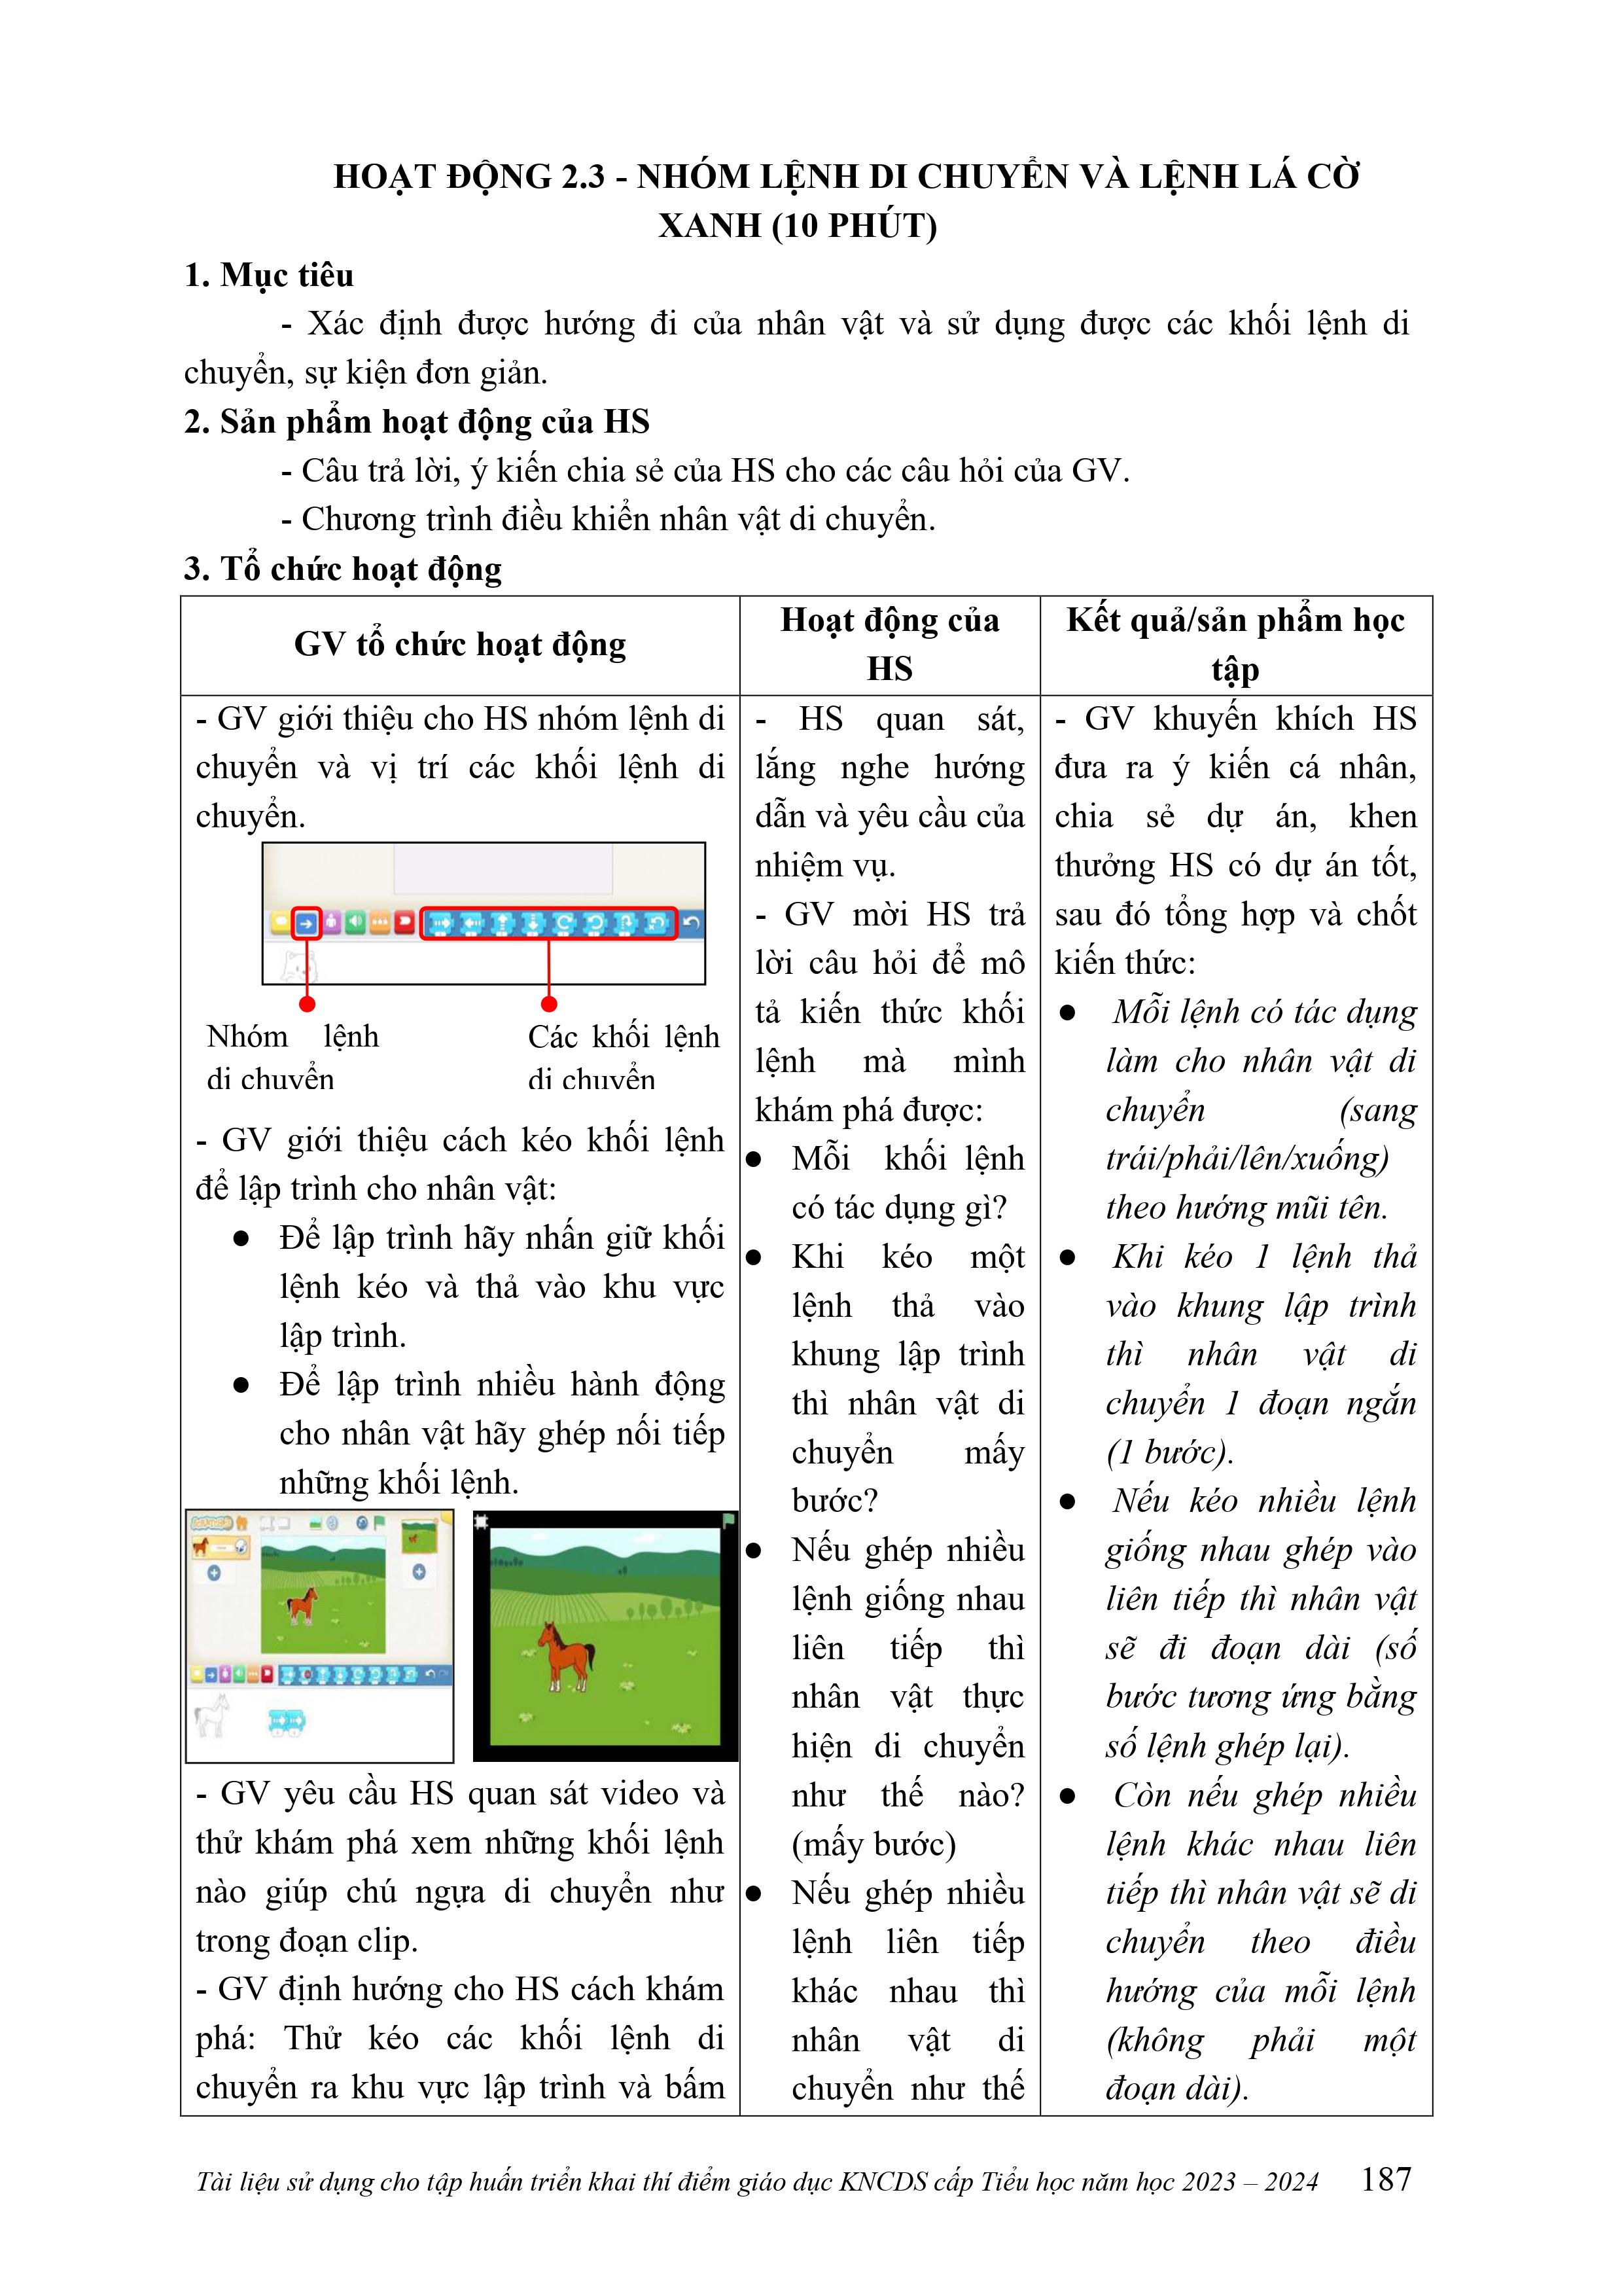 HOẠT ĐỘNG 2.3 - NHÓM LỆNH DI CHUYỂN VÀ LỆNH LÁ CỜ
XANH (10 PHÚT)
1. Mục tiêu
- Xác định được hướng đi của nhân vật và sử dụng được các khối lệnh di
chuyển, sự kiện đơn giản.
2. Sản phẩm hoạt động của HS
- Câu trả lời, ý kiến chia sẻ của HS cho các câu hỏi của GV.
- Chương trình điều khiển nhân vật di chuyển.
3. Tổ chức hoạt động
GV tổ chức hoạt động
- GV giới thiệu cho HS nhóm lệnh di
chuyển và vị trí các khối lệnh di
chuyển.
Nhóm lệnh
di chuyển
Các khối lệnh
di chuyển
- GV giới thiệu cách kéo khối lệnh
để lập trình cho nhân vật:
● Để lập trình hãy nhấn giữ khối
lệnh kéo và thả vào khu vực
lập trình.
● Để lập trình nhiều hành động
cho nhân vật hãy ghép nối tiếp
những khối lệnh.
- GV yêu cầu HS quan sát video và
thử khám phá xem những khối lệnh
nào giúp chú ngựa di chuyển như
trong đoạn clip.
- GV định hướng cho HS cách khám
phá: Thử kéo các khối lệnh di
chuyển ra khu vực lập trình và bấm
Hoạt động của
HS
- HS quan sát,
lắng nghe hướng
dẫn và yêu cầu của
nhiệm vụ.
- GV mời HS trả
lời câu hỏi để mô
tả kiến thức khối
lệnh mà mình
khám phá được:
● Mỗi khối lệnh
có tác dụng gì?
● Khi kéo một
lệnh thả vào
khung lập trình
thì nhân vật di
chuyển mấy
bước?
● Nếu ghép nhiều
lệnh giống nhau
liên tiếp thì
nhân vật thực
hiện di chuyển
như thế nào?
(mấy bước)
● Nếu ghép nhiều
lệnh liên tiếp
khác nhau thì
nhân vật di
chuyển như thế
Kết quả/sản phẩm học
tập
- GV khuyến khích HS
đưa ra ý kiến cá nhân,
chia sẻ dự án, khen
thưởng HS có dự án tốt,
sau đó tổng hợp và chốt
kiến thức:
● Mỗi lệnh có tác dụng
làm cho nhân vật di
chuyển (sang
trái/phải/lên/xuống)
theo hướng mũi tên.
● Khi kéo 1 lệnh thả
vào khung lập trình
thì nhân vật di
chuyển 1 đoạn ngắn
(1 bước).
● Nếu kéo nhiều lệnh
giống nhau ghép vào
liên tiếp thì nhân vật
sẽ đi đoạn dài (số
bước tương ứng bằng
số lệnh ghép lại).
● Còn nếu ghép nhiều
lệnh khác nhau liên
tiếp thì nhân vật sẽ di
chuyển theo điều
hướng của mỗi lệnh
(không phải một
đoạn dài).
Tài liệu sử dụng cho tập huấn triển khai thí điểm giáo dục KNCDS cấp Tiểu học năm học 2023 – 2024 187